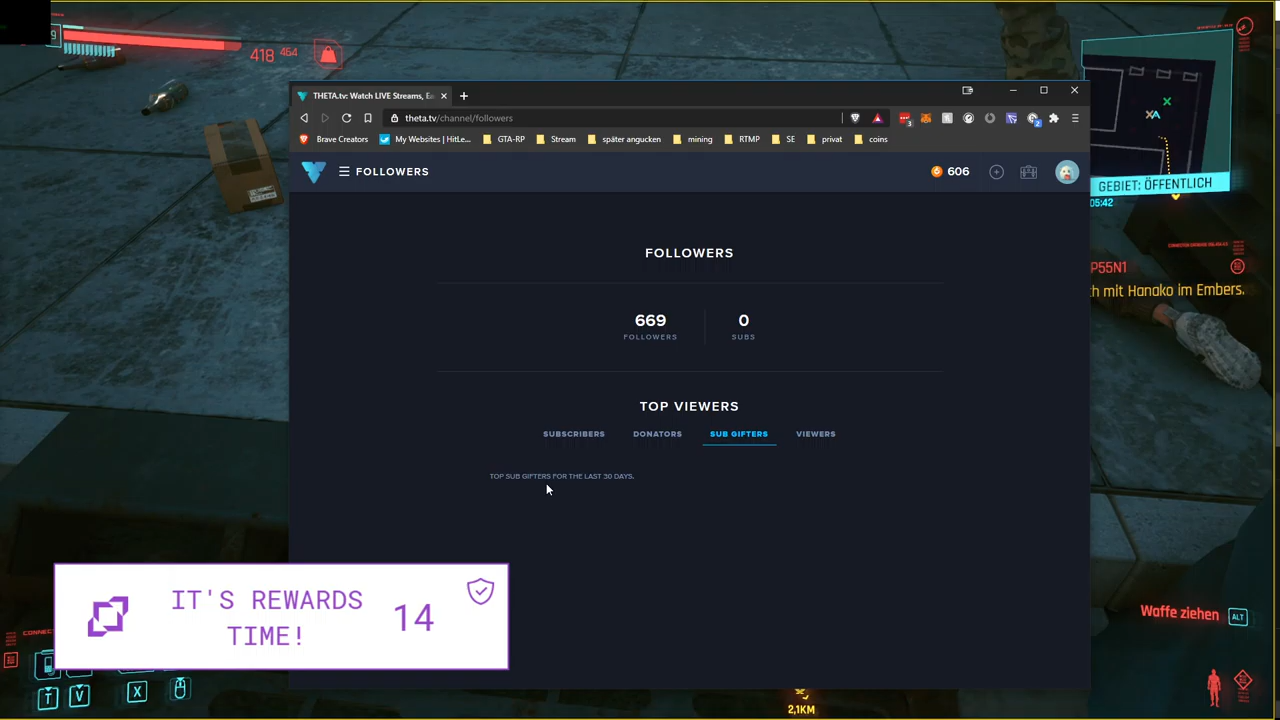 418 464
THETA.tv: Watch LIVE Streams, Ea
theta.tv/channel/followers
3
2
Brave Creators
My Websites | HitLe...
GTA-RP
Stream
später angucken
mining
RTMP
SE
privat
coins
FOLLOWERS
606
GEBIET: ÖFFENTLICH
05:42
FOLLOWERS
P55N1
ch mit Hanako im Embers.
669
0
FOLLOWERS
SUBS
TOP VIEWERS
SUBSCRIBERS
DONATORS
SUB GIFTERS
VIEWERS
TOP SUB GIFTERS FOR THE LAST 30 DAYS.
IT'S REWARDS
TIME!
14
Waffe ziehen
ALT
T
V
X
2,1KM